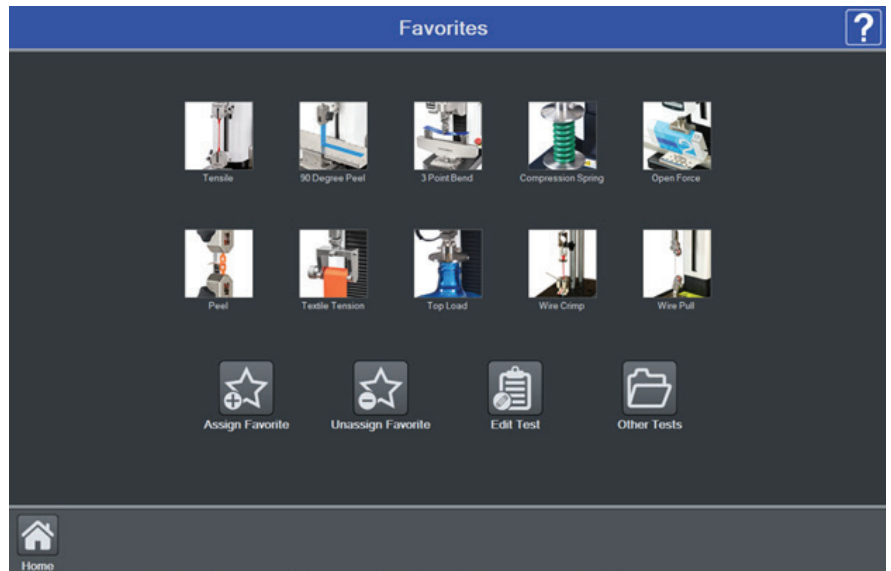 Favorites
?
Tensile
90 Degree Peel
3 Point Bend
Compression Spring
Open Force
Peel
Textile Tension
Top Load
Wire Crimp
Wire Pull
Assign Favorite
Unassign Favorite
Edit Test
Other Tests
Home